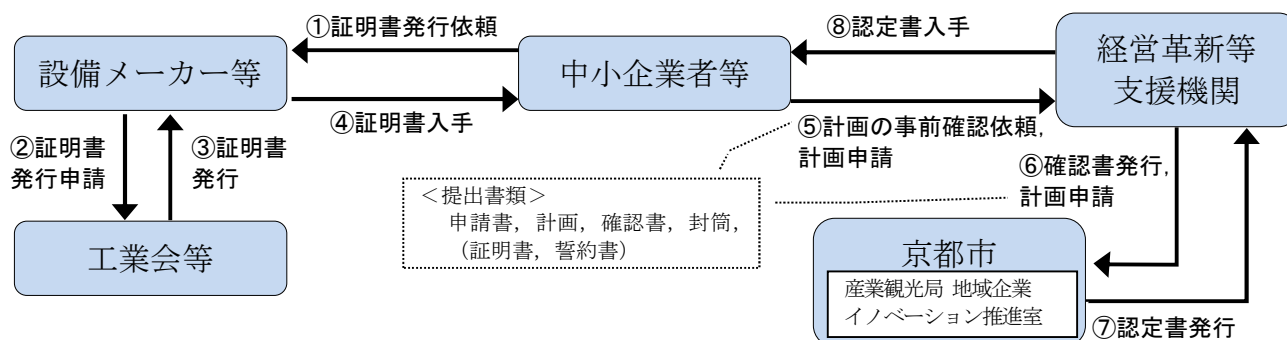 ①証明書発行依頼
⑧認定書入手
設備メーカー等
中小企業者等
経営革新等
支援機関
④証明書入手
⑤計画の事前確認依頼,
計画申請
②証明書
発行申請
③証明書
発行
⑥確認書発行,
計画申請
＜提出書類＞
申請書，計画，確認書，封筒，
（証明書，誓約書）
工業会等
京都市
産業観光局 地域企業
イノベーション推進室
⑦認定書発行